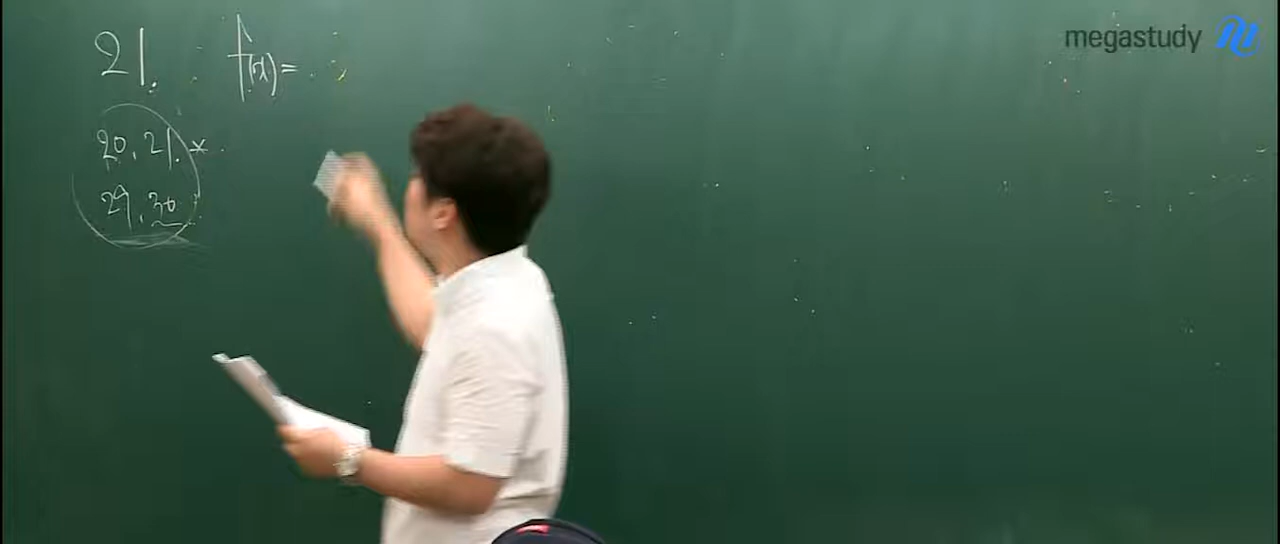 21. f(x)=
20, 21. *
29, 30
megastudy